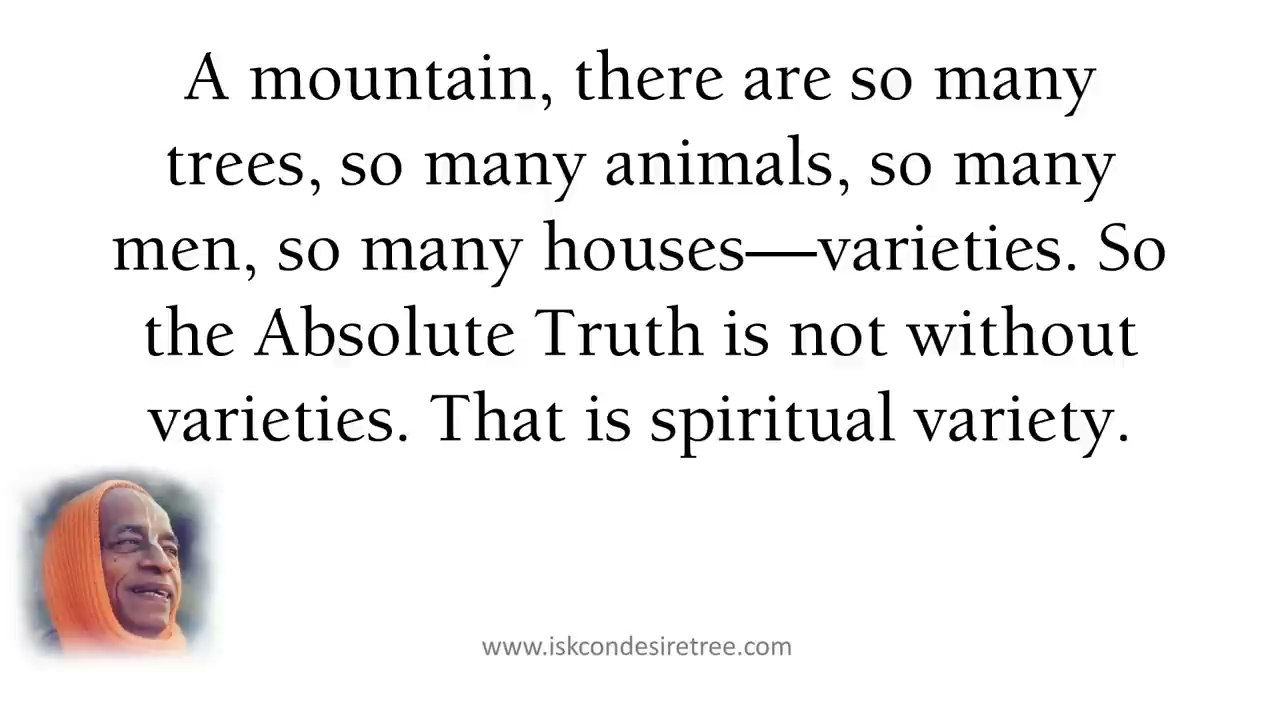 A mountain, there are so many
trees, so many animals, so many
men, so many houses—varieties. So
the Absolute Truth is not without
varieties. That is spiritual variety.
www.iskcondesiretree.com